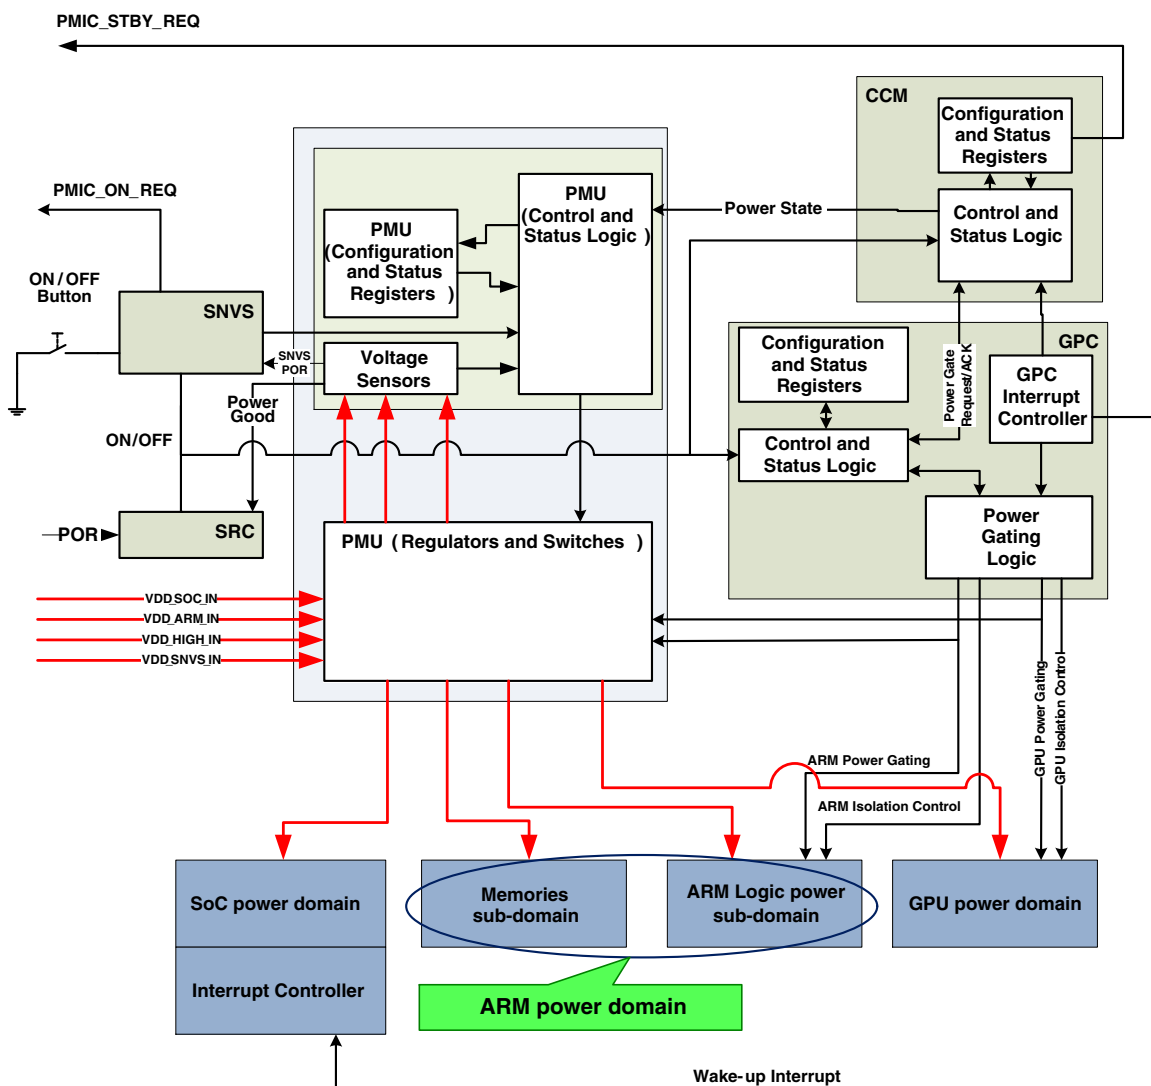 PMIC_STBY_REQ
CCM
Configuration
and Status
Registers
Control and
Status Logic
PMIC_ON_REQ
ON/OFF
Button
SNVS
PMU
(Configuration
and Status
Registers )
PMU
(Control and
Status Logic )
Power State
SNVS
POR
Voltage
Sensors
Power
Good
ON/OFF
POR
SRC
GPC
Configuration
and Status
Registers
Control and
Status Logic
Power Gate
Request/ACK
GPC
Interrupt
Controller
Power
Gating
Logic
PMU (Regulators and Switches )
VDD_SOC_IN
VDD_ARM_IN
VDD_HIGH_IN
VDD_SNVS_IN
ARM Power Gating
ARM Isolation Control
GPU Power Gating
GPU Isolation Control
SoC power domain
Interrupt Controller
Memories
sub-domain
ARM Logic power
sub-domain
GPU power domain
ARM power domain
Wake-up Interrupt